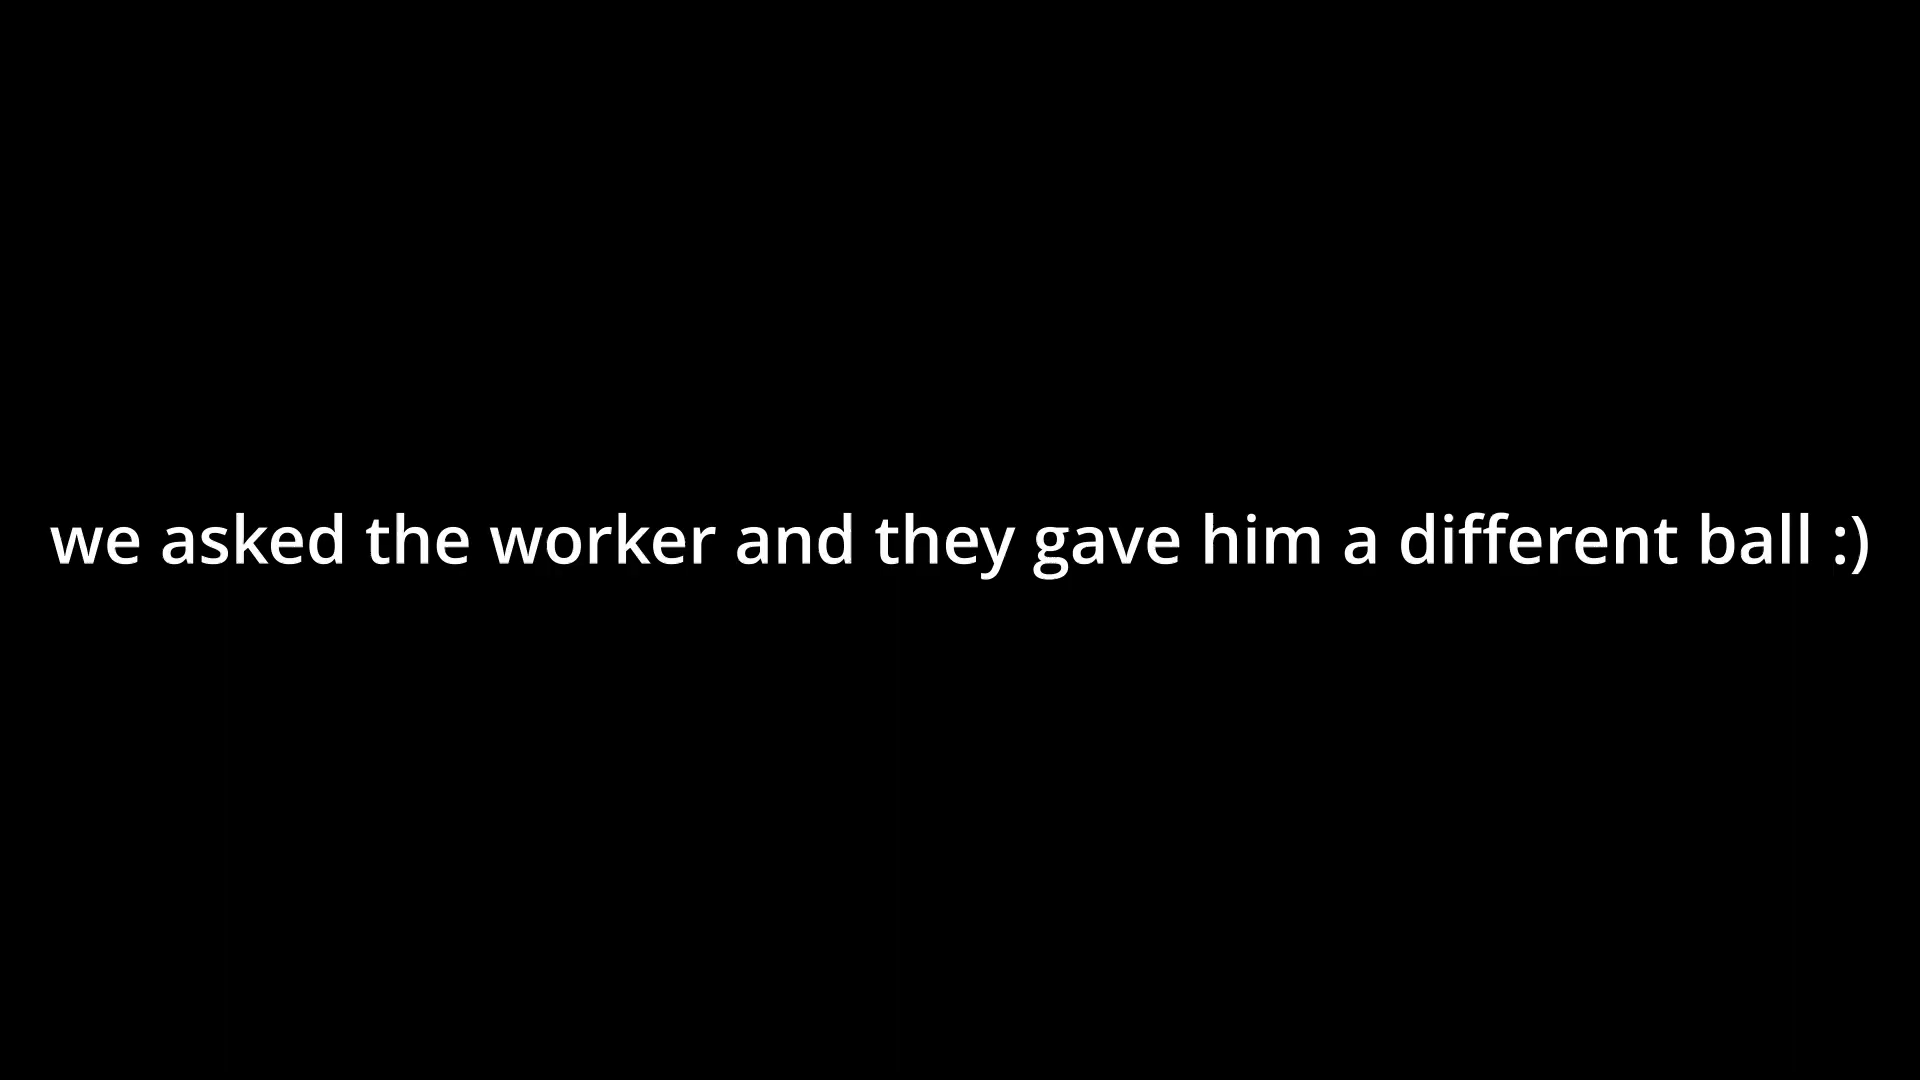 we asked the worker and they gave him a different ball :)